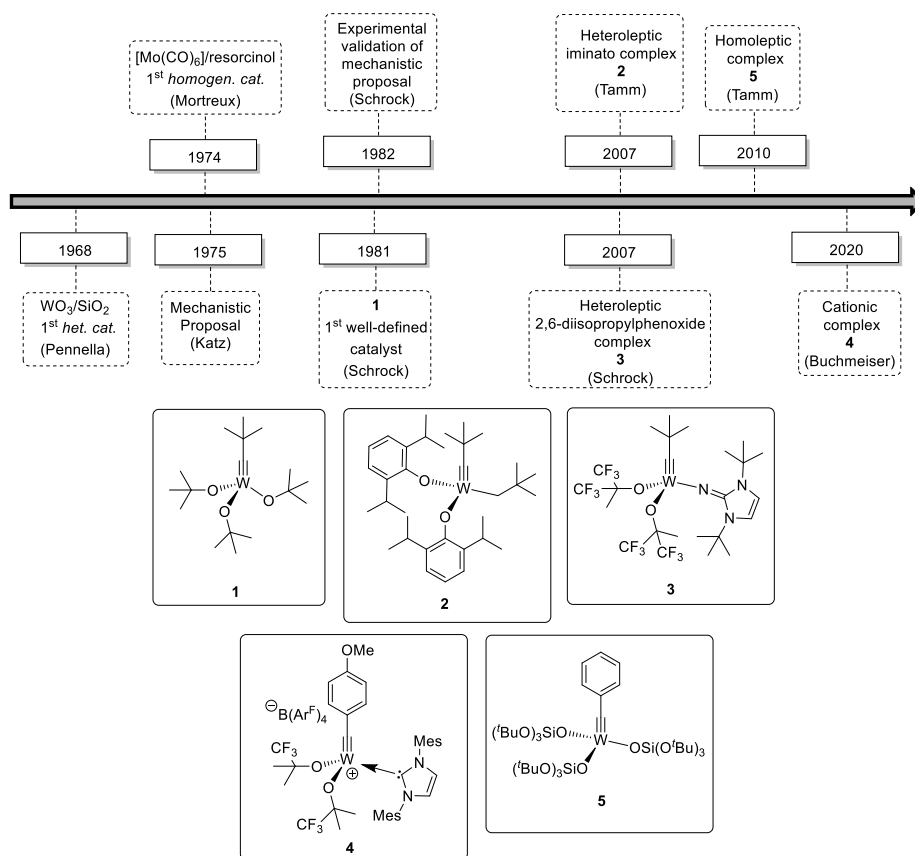 [Mo(CO)6]/resorcinol
1st homogen. cat.
(Mortreux)
Experimental
validation of
mechanistic
proposal
(Schrock)
Heteroleptic
iminato complex
2
(Tamm)
Homoleptic
complex
5
(Tamm)
1974
1982
2007
2010
1968
1975
1981
2007
2020
WO3/SiO2
1st het. cat.
(Pennella)
Mechanistic
Proposal
(Katz)
1
1st well-defined
catalyst
(Schrock)
Heteroleptic
2,6-diisopropylphenoxide
complex
3
(Schrock)
Cationic
complex
4
(Buchmeiser)
W
O
O
O
1
O
W
O
2
CF3
CF3
O
W
N
N
N
O
CF3
CF3
3
OMe
⊖B(ArF)4
CF3
O
W
⊕
O
CF3
Mes
N
N
Mes
4
(tBuO)3SiO
W
OSi(OtBu)3
(tBuO)3SiO
5